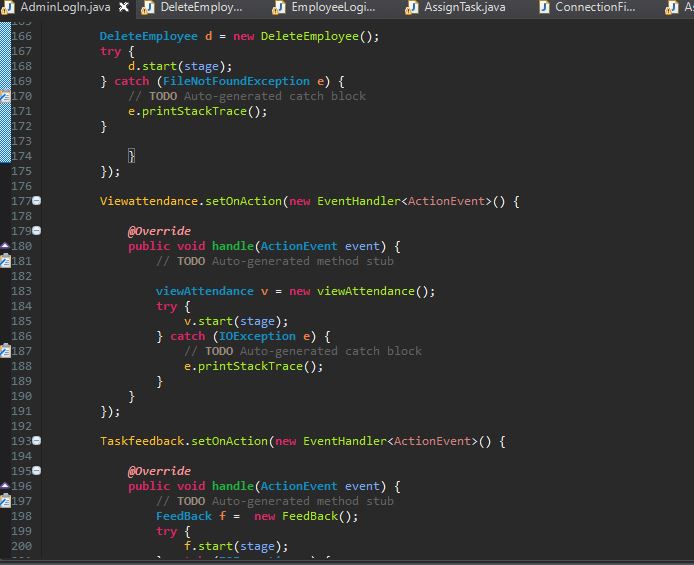 AdminLogIn.java DeleteEmploy... EmployeeLogi... AssignTask.java ConnectionFi... As
166 DeleteEmployee d = new DeleteEmployee();
167 try {
168 d.start(stage);
169 } catch (FileNotFoundException e) {
170 // TODO Auto-generated catch block
171 e.printStackTrace();
172 }
173
174 }
175 });
176
177 Viewattendance.setOnAction(new EventHandler<ActionEvent>() {
178
179 @Override
180 public void handle(ActionEvent event) {
181 // TODO Auto-generated method stub
182
183 viewAttendance v = new viewAttendance();
184 try {
185 v.start(stage);
186 } catch (IOException e) {
187 // TODO Auto-generated catch block
188 e.printStackTrace();
189 }
190 }
191 });
192
193 Taskfeedback.setOnAction(new EventHandler<ActionEvent>() {
194
195 @Override
196 public void handle(ActionEvent event) {
197 // TODO Auto-generated method stub
198 FeedBack f = new FeedBack();
199 try {
200 f.start(stage);